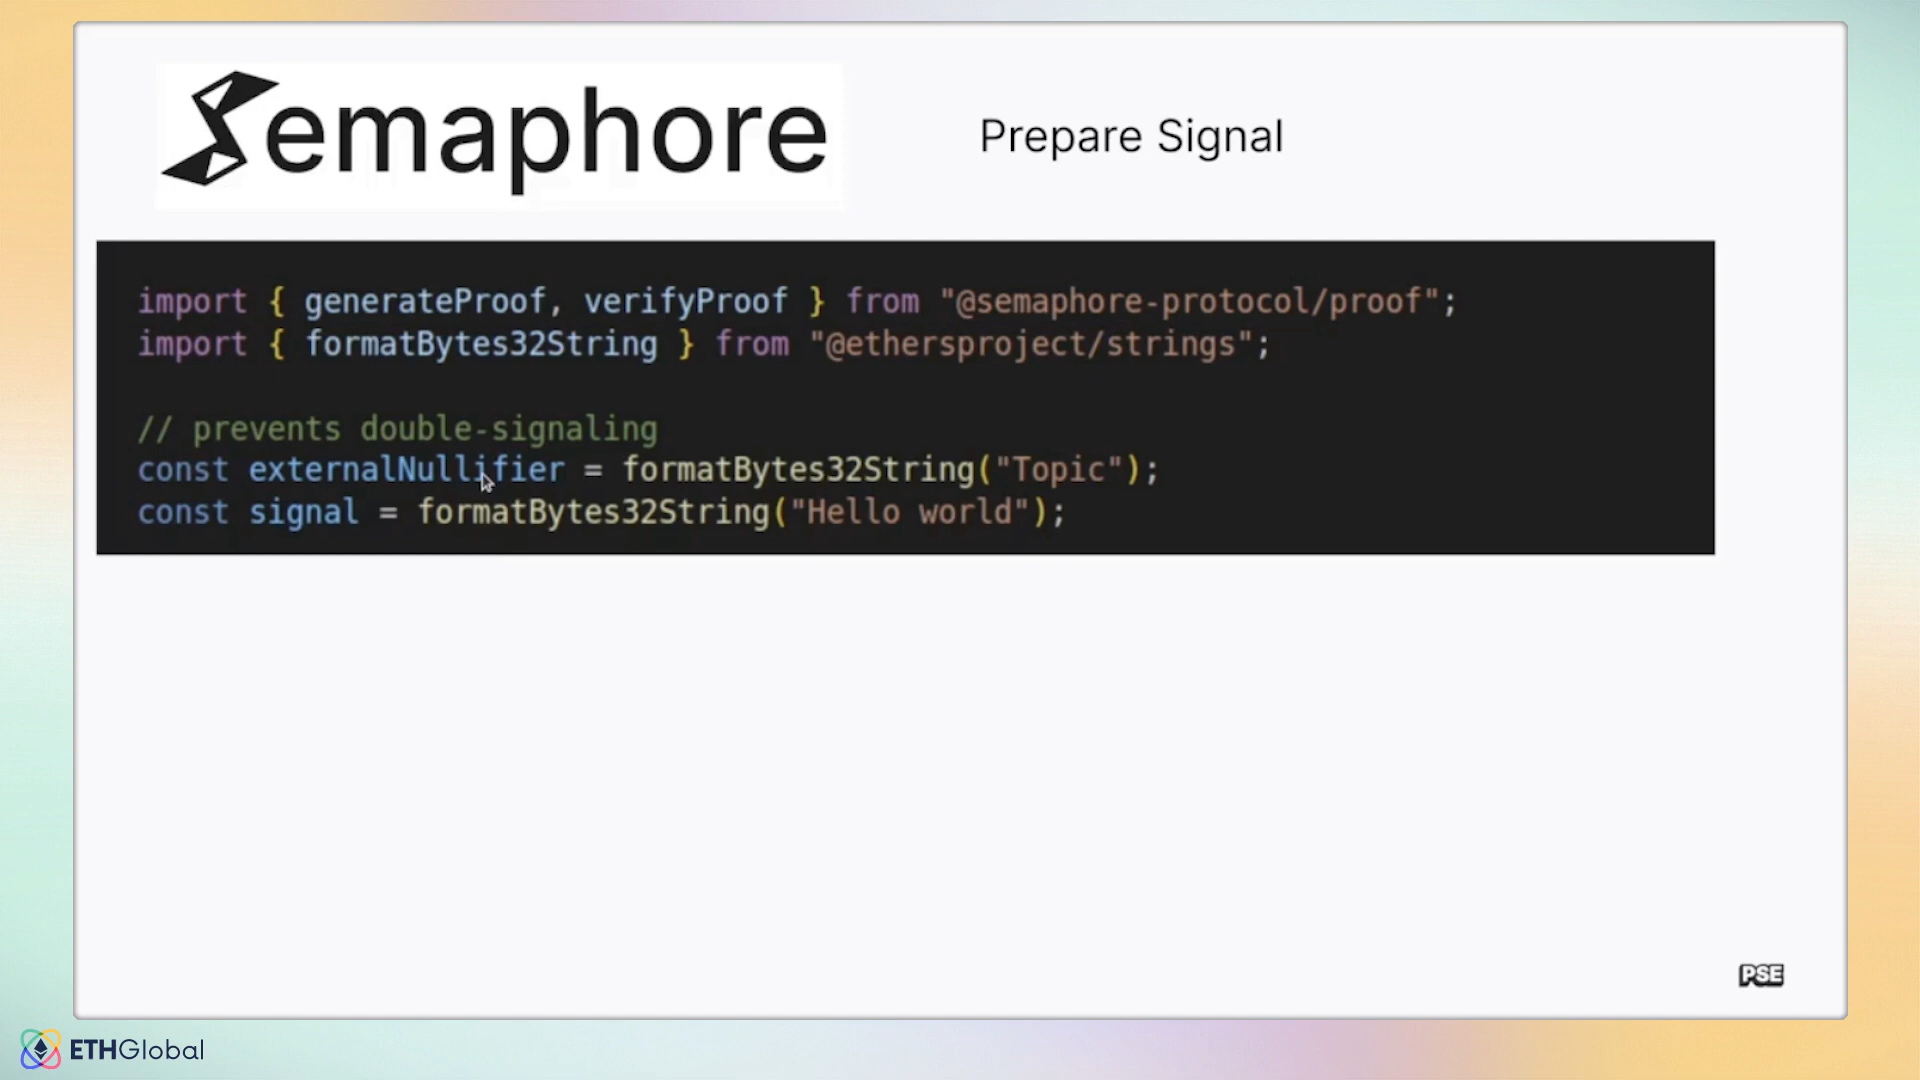 Semaphore
Prepare Signal
import { generateProof, verifyProof } from "@semaphore-protocol/proof";
import { formatBytes32String } from "@ethersproject/strings";
// prevents double-signaling
const externalNullifier = formatBytes32String("Topic");
const signal = formatBytes32String("Hello world");
PSE
ETHGlobal